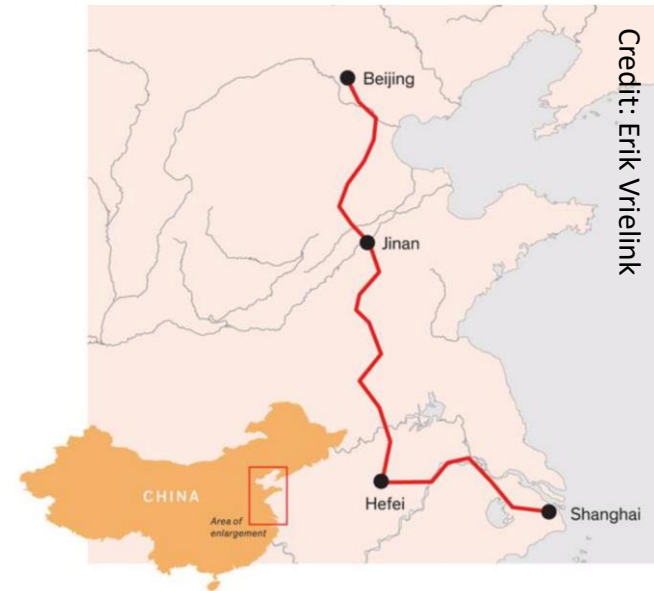 Beijing
Jinan
Hefei
Shanghai
CHINA
Area of
enlargement
Credit: Erik Vrielink